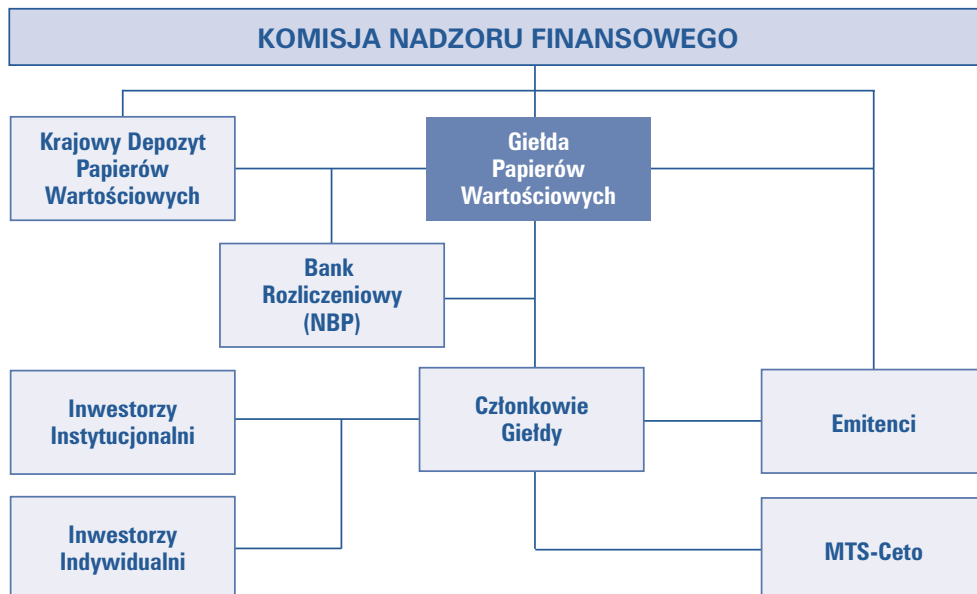 KOMISJA NADZORU FINANSOWEGO
Krajowy Depozyt
Papierów
Wartościowych
Giełda
Papierów
Wartościowych
Bank
Rozliczeniowy
(NBP)
Inwestorzy
Instytucjonalni
Członkowie
Giełdy
Emitenci
Inwestorzy
Indywidualni
MTS-Ceto